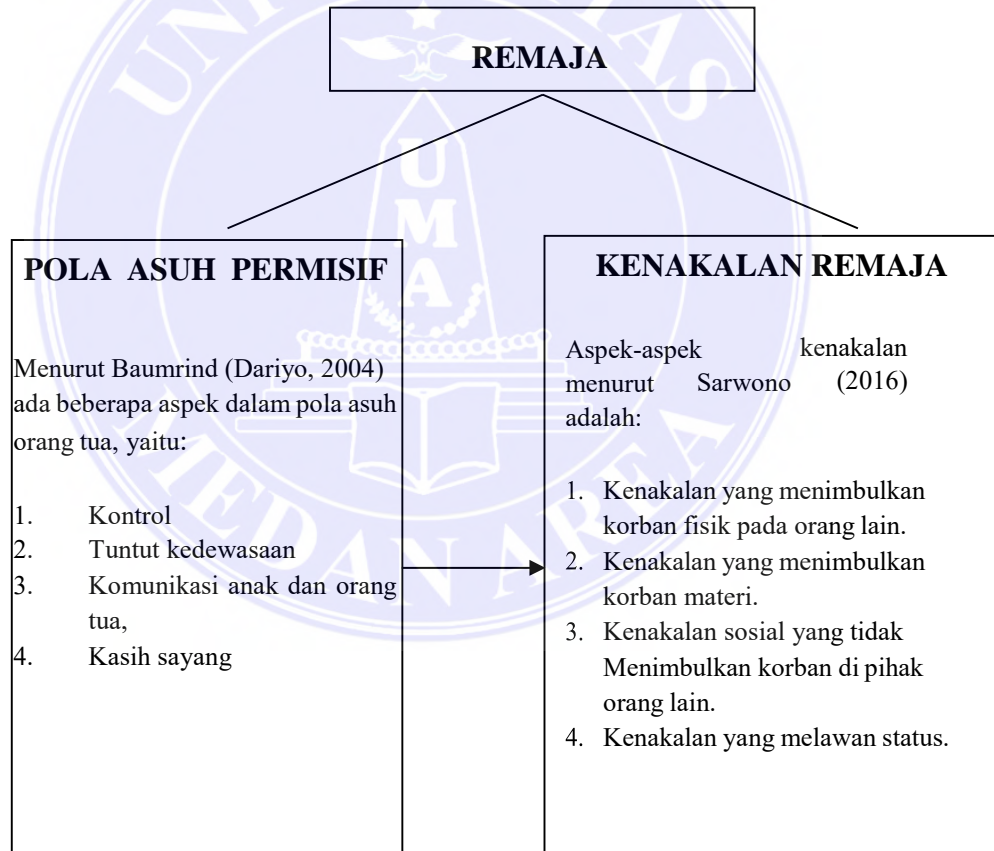 REMAJA
POLA ASUH PERMISIF
Menurut Baumrind (Dariyo, 2004)
ada beberapa aspek dalam pola asuh
orang tua, yaitu:
1. Kontrol
2. Tuntut kedewasaan
3. Komunikasi anak dan orang
tua,
4. Kasih sayang
KENAKALAN REMAJA
Aspek-aspek kenakalan
menurut Sarwono (2016)
adalah:
1. Kenakalan yang menimbulkan
korban fisik pada orang lain.
2. Kenakalan yang menimbulkan
korban materi.
3. Kenakalan sosial yang tidak
Menimbulkan korban di pihak
orang lain.
4. Kenakalan yang melawan status.
UMA
MEDAN AREA